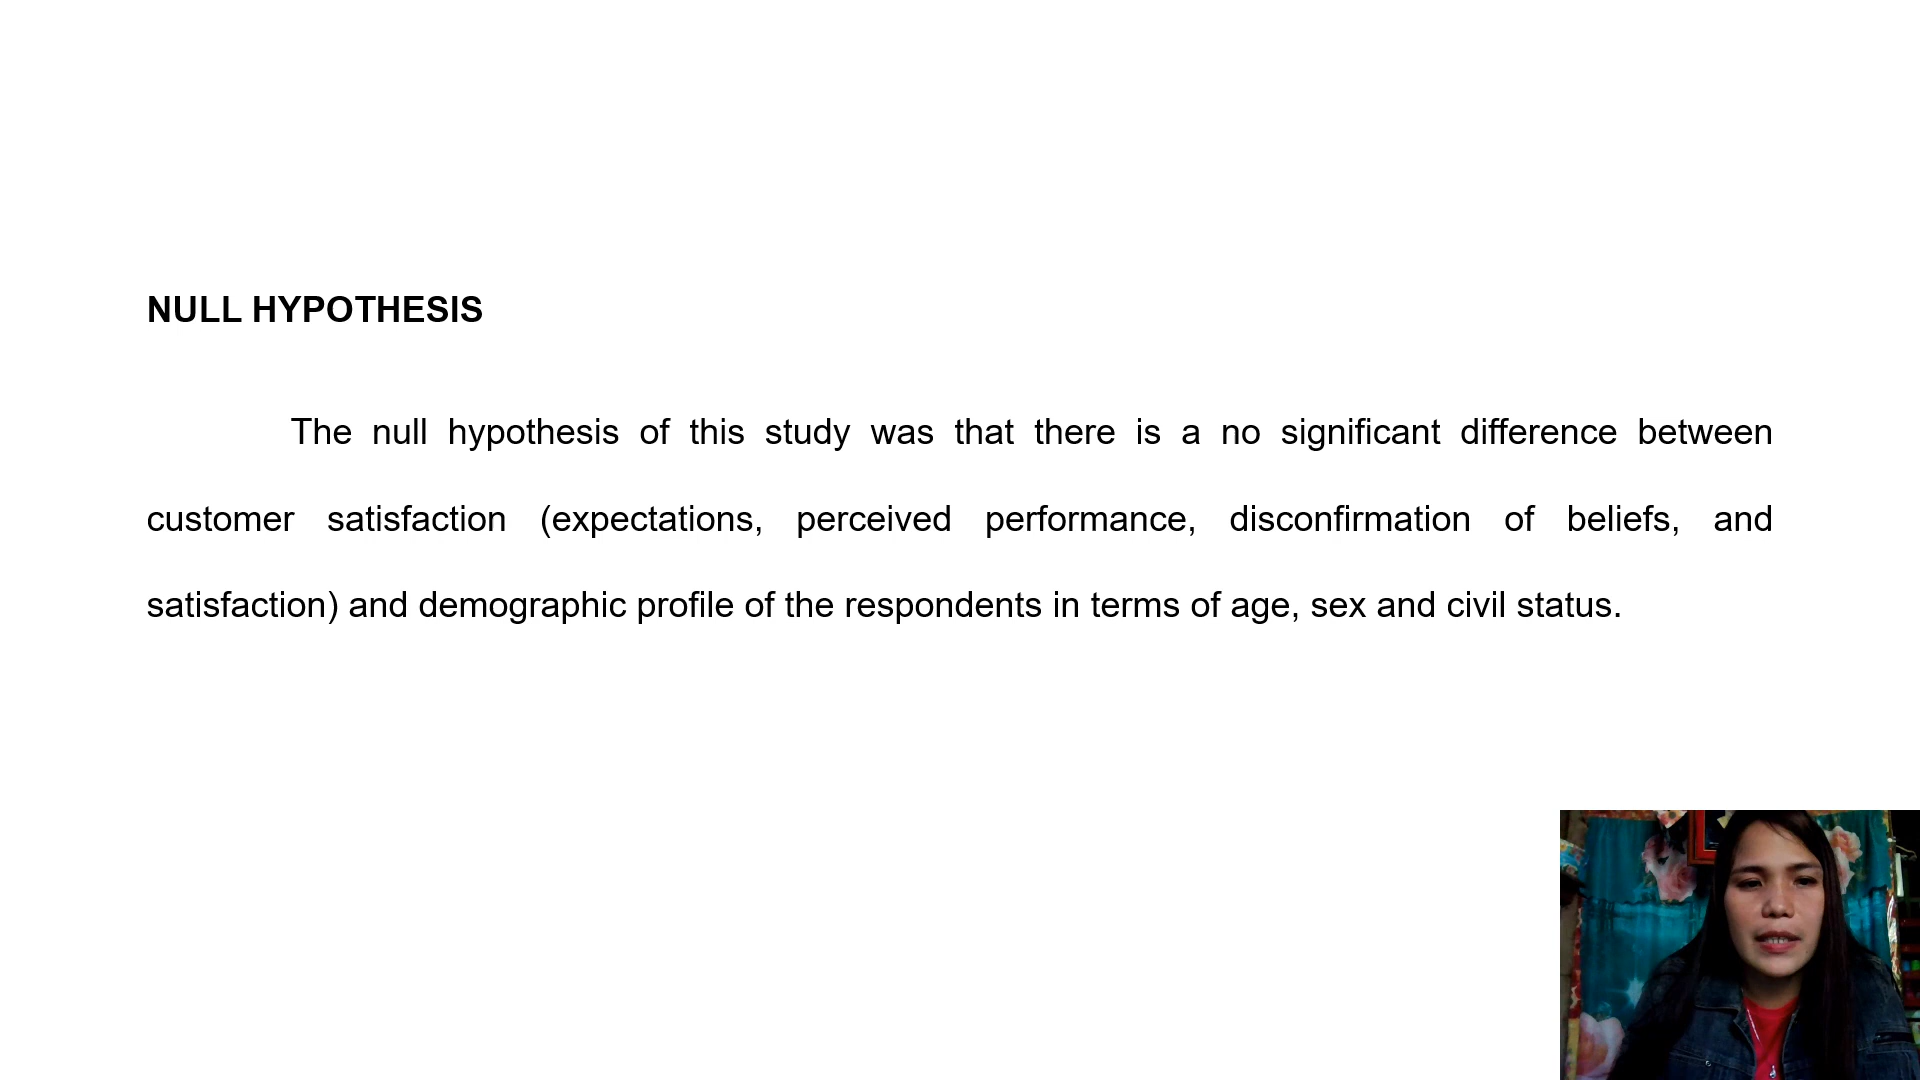 NULL HYPOTHESIS
The null hypothesis of this study was that there is a no significant difference between
customer satisfaction (expectations, perceived performance, disconfirmation of beliefs, and
satisfaction) and demographic profile of the respondents in terms of age, sex and civil status.